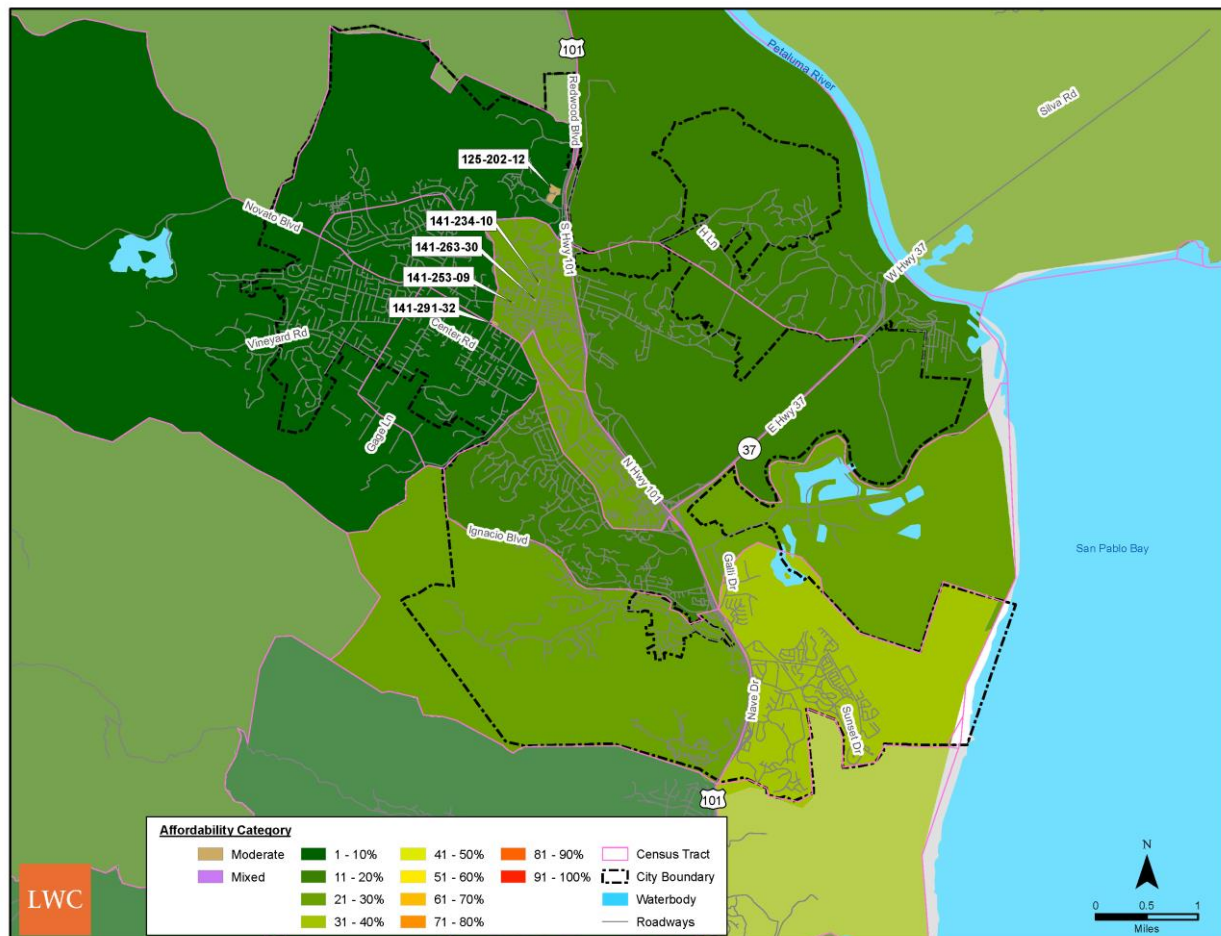 101
Redwood Blvd
Petaluma River
Silva Rd
125-202-12
Novato Blvd
141-234-10
S Hwy 101
H Ln
141-263-30
W Hwy 37
141-253-09
141-291-32
Center Rd
Vineyard Rd
E Hwy 37
Gage Ln
37
N Hwy 101
Ignacio Blvd
San Pablo Bay
Galli Dr
Nave Dr
Sunset Dr
101
Affordability Category
Moderate
Mixed
1 - 10%
11 - 20%
21 - 30%
31 - 40%
41 - 50%
51 - 60%
61 - 70%
71 - 80%
81 - 90%
91 - 100%
Census Tract
City Boundary
Waterbody
Roadways
LWC
N
0 0.5 1
Miles